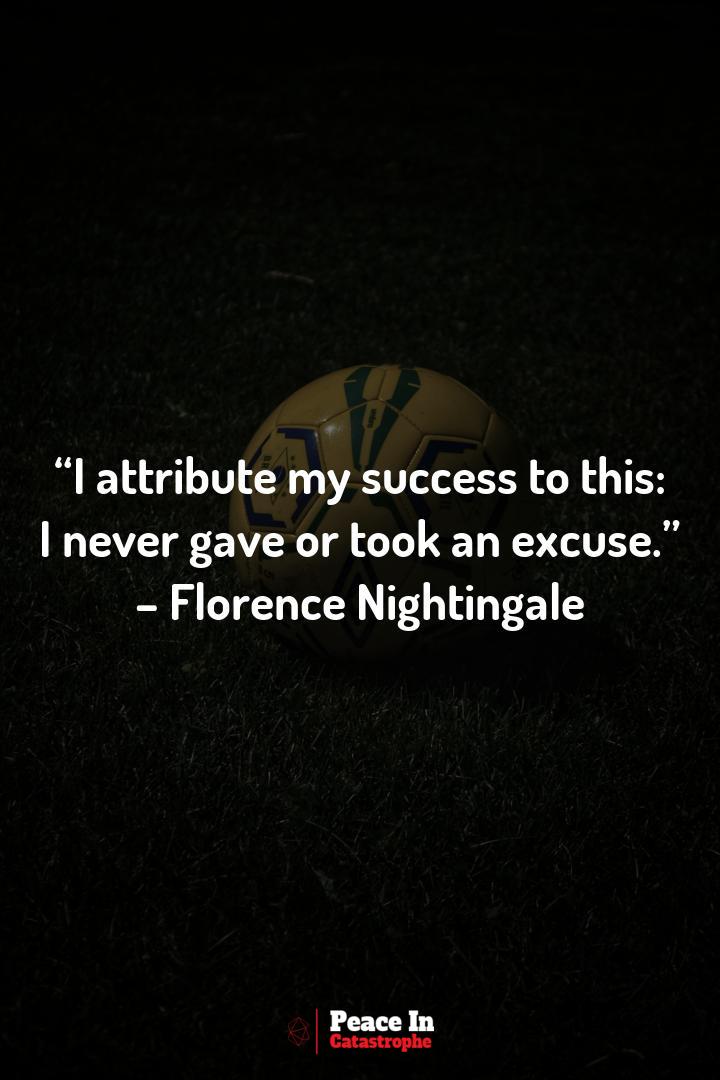 “I attribute my success to this:
I never gave or took an excuse.”
– Florence Nightingale
Peace In
Catastrophe